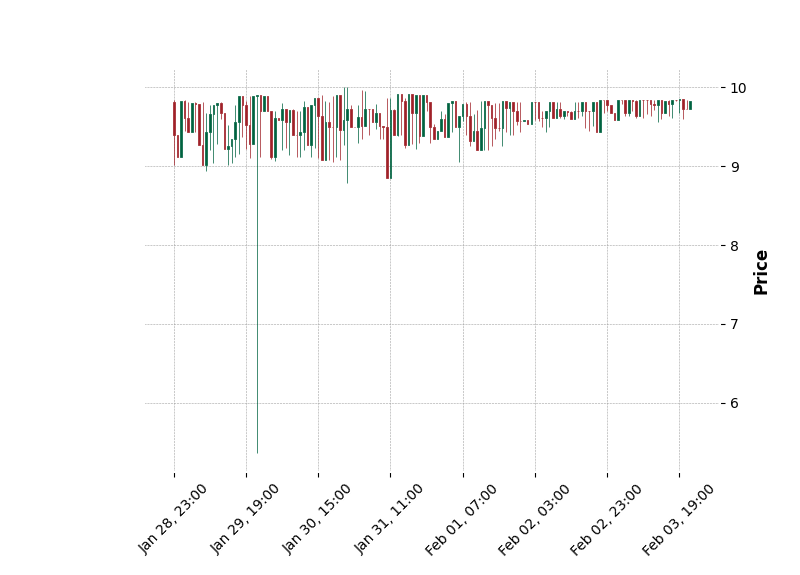 10
9
8
7
6
Price
Jan 28, 23:00
Jan 29, 19:00
Jan 30, 15:00
Jan 31, 11:00
Feb 01, 07:00
Feb 02, 03:00
Feb 02, 23:00
Feb 03, 19:00